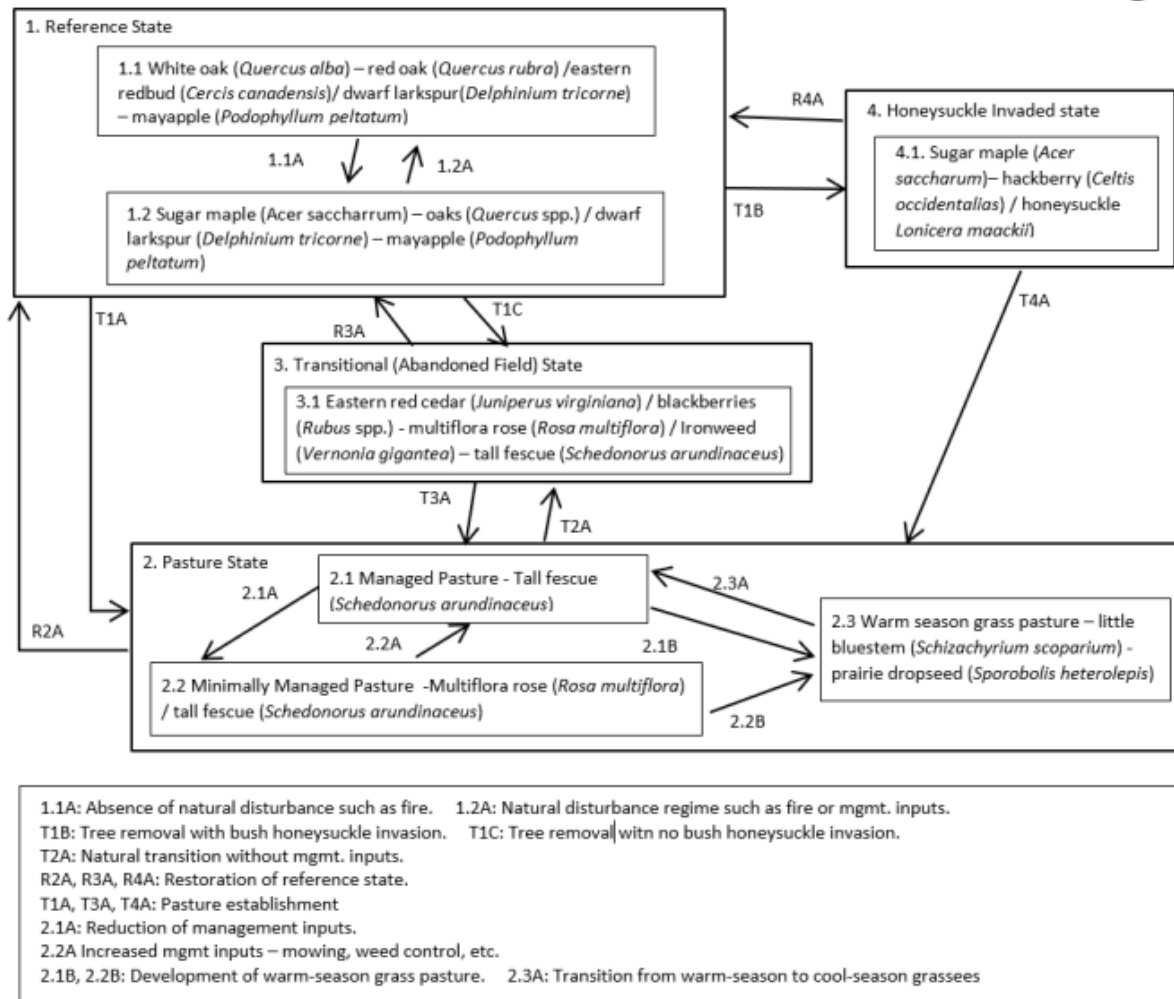 1. Reference State
1.1 White oak (Quercus alba) – red oak (Quercus rubra) /eastern
redbud (Cercis canadensis)/ dwarf larkspur(Delphinium tricorne)
– mayapple (Podophyllum peltatum)
1.1A
1.2A
1.2 Sugar maple (Acer saccharrum) – oaks (Quercus spp.) / dwarf
larkspur (Delphinium tricorne) – mayapple (Podophyllum
peltatum)
R4A
T1B
4. Honeysuckle Invaded state
4.1. Sugar maple (Acer
saccharum)– hackberry (Celtis
occidentalias) / honeysuckle
Lonicera maackii)
T1A
R3A
T1C
T4A
3. Transitional (Abandoned Field) State
3.1 Eastern red cedar (Juniperus virginiana) / blackberries
(Rubus spp.) - multiflora rose (Rosa multiflora) / Ironweed
(Vernonia gigantea) – tall fescue (Schedonorus arundinaceus)
T3A
T2A
R2A
2. Pasture State
2.1 Managed Pasture - Tall fescue
(Schedonorus arundinaceus)
2.1A
2.2A
2.3A
2.1B
2.2B
2.2 Minimally Managed Pasture -Multiflora rose (Rosa multiflora)
/ tall fescue (Schedonorus arundinaceus)
2.3 Warm season grass pasture – little
bluestem (Schizachyrium scoparium) -
prairie dropseed (Sporobolis heterolepis)
1.1A: Absence of natural disturbance such as fire. 1.2A: Natural disturbance regime such as fire or mgmt. inputs.
T1B: Tree removal with bush honeysuckle invasion. T1C: Tree removal witn no bush honeysuckle invasion.
T2A: Natural transition without mgmt. inputs.
R2A, R3A, R4A: Restoration of reference state.
T1A, T3A, T4A: Pasture establishment
2.1A: Reduction of management inputs.
2.2A Increased mgmt inputs – mowing, weed control, etc.
2.1B, 2.2B: Development of warm-season grass pasture. 2.3A: Transition from warm-season to cool-season grassees